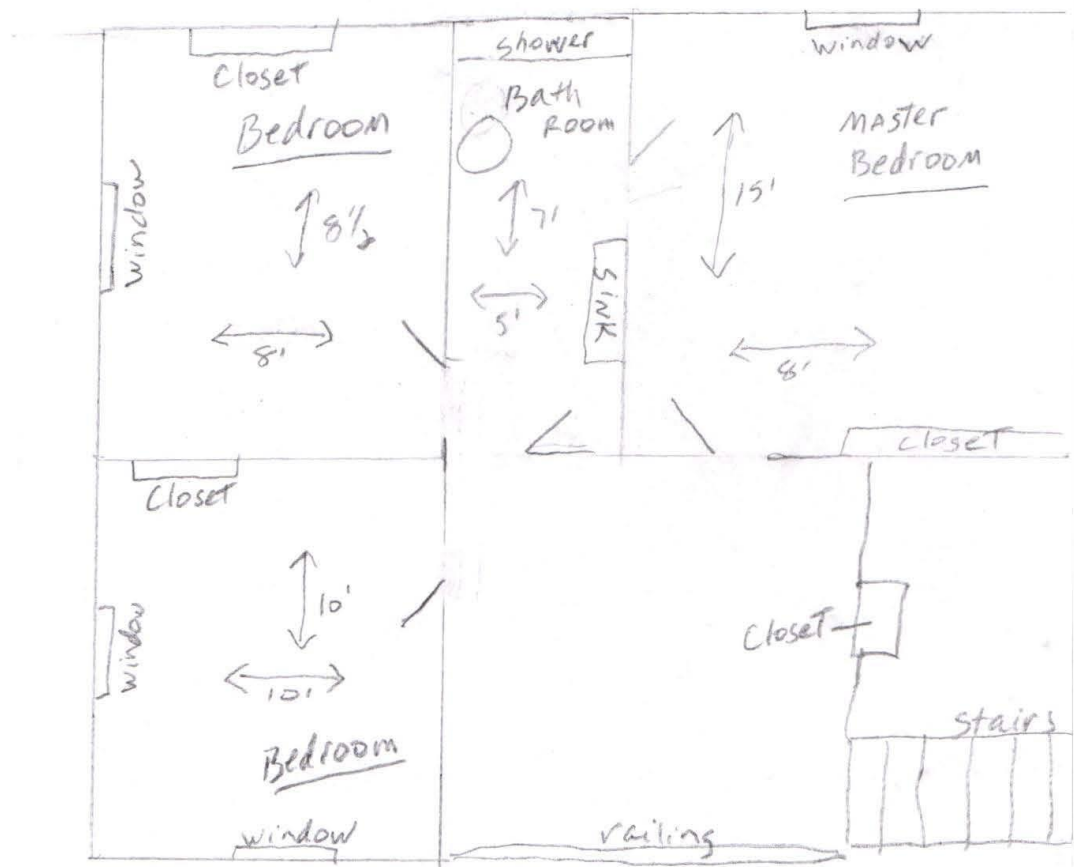 Closet
Bedroom
window
8½
8'
shower
Bath
Room
7'
5'
Sink
window
Master
Bedroom
15'
8'
Closet
Closet
window
10'
10'
Bedroom
window
Closet
Stairs
railing